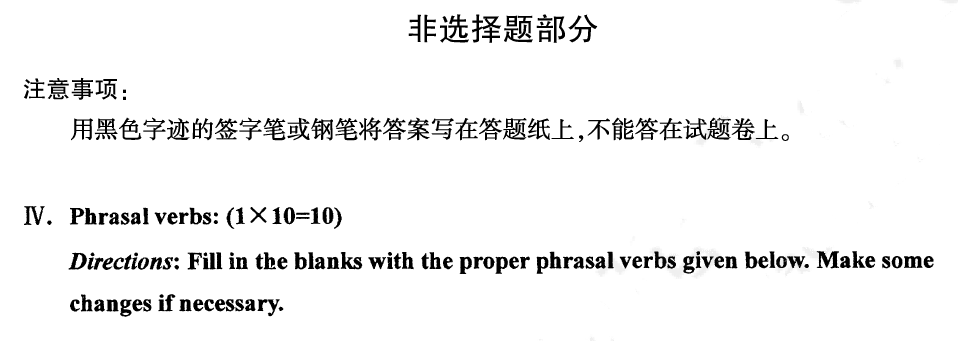 非选择题部分
注意事项:
用黑色字迹的签字笔或钢笔将答案写在答题纸上,不能答在试题卷上。
Ⅳ. Phrasal verbs: (1×10=10)
Directions: Fill in the blanks with the proper phrasal verbs given below. Make some
changes if necessary.